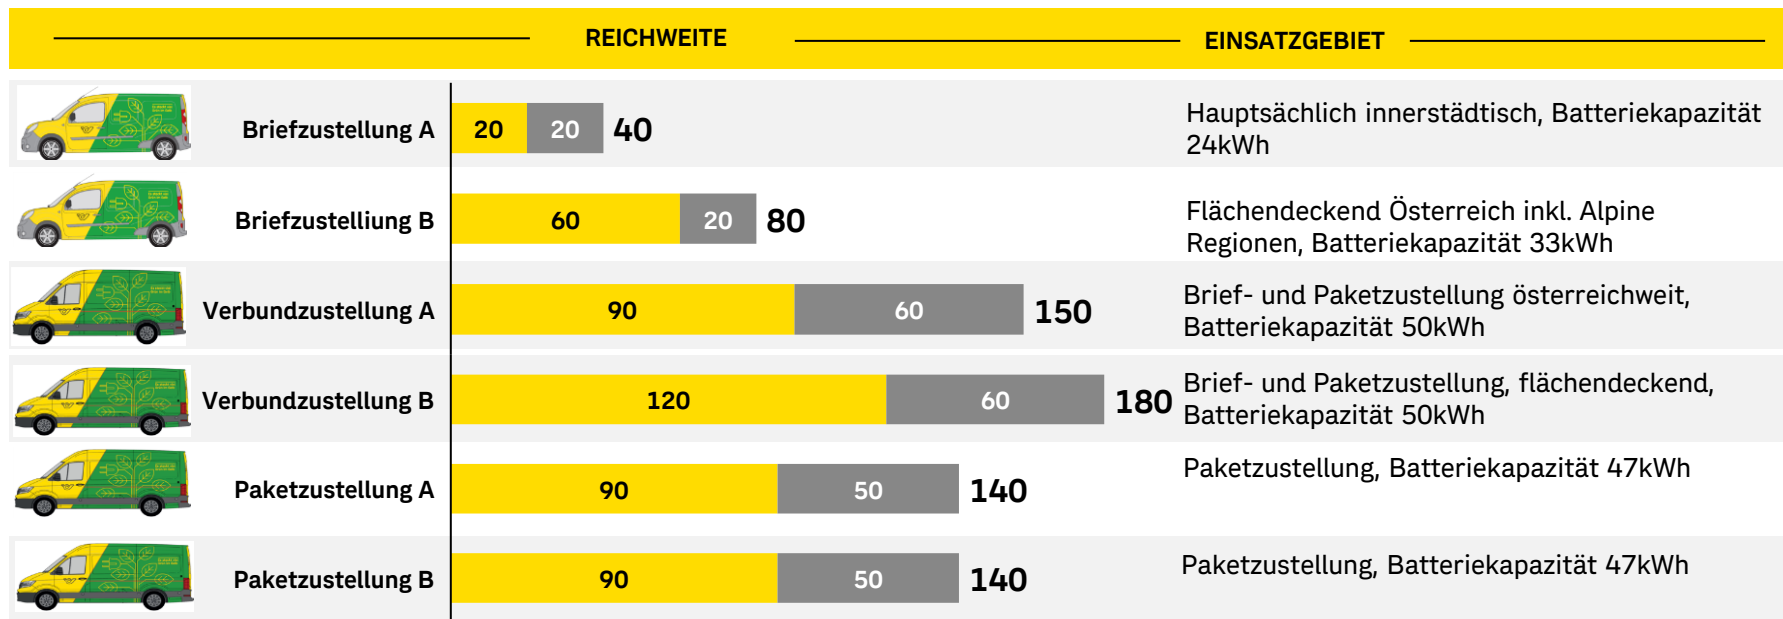 REICHWEITE
EINSATZGEBIET
Briefzustellung A
20
20
40
Hauptsächlich innerstädtisch, Batteriekapazität
24kWh
Briefzustelliung B
60
20
80
Flächendeckend Österreich inkl. Alpine
Regionen, Batteriekapazität 33kWh
Verbundzustellung A
90
60
150
Brief- und Paketzustellung österreichweit,
Batteriekapazität 50kWh
Verbundzustellung B
120
60
180
Brief- und Paketzustellung, flächendeckend,
Batteriekapazität 50kWh
Paketzustellung A
90
50
140
Paketzustellung, Batteriekapazität 47kWh
Paketzustellung B
90
50
140
Paketzustellung, Batteriekapazität 47kWh